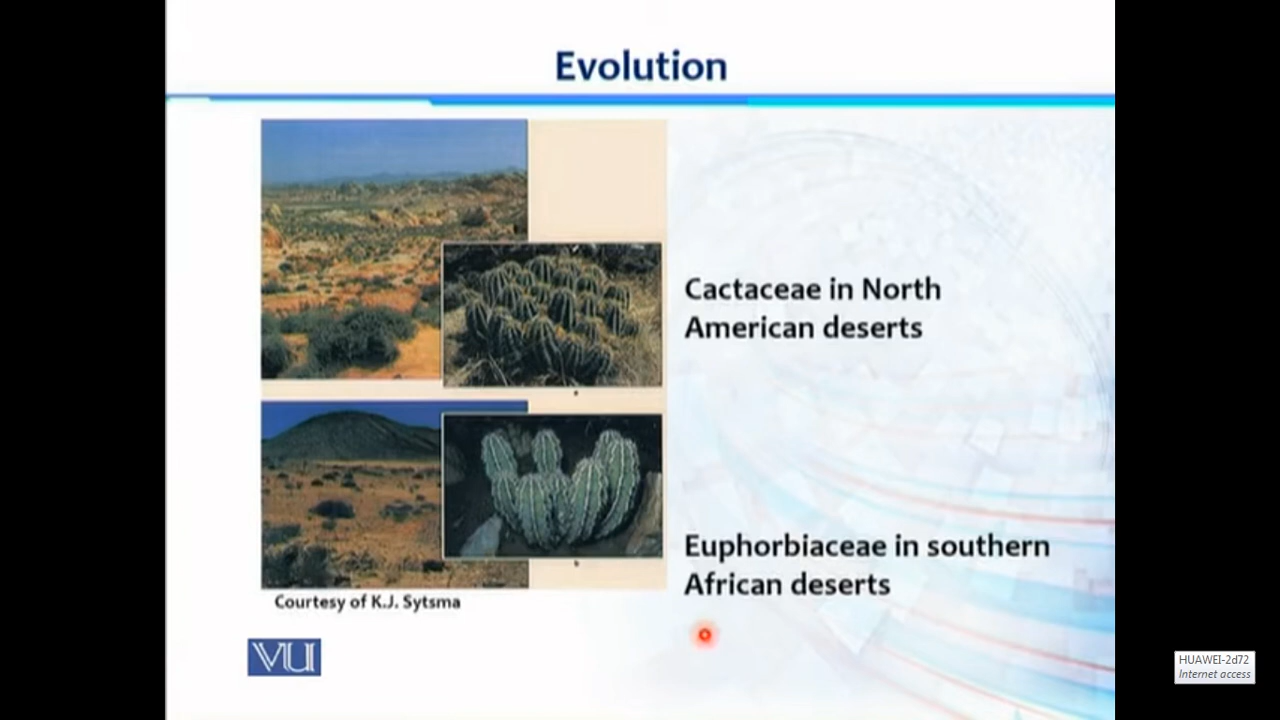 Evolution
Cactaceae in North
American deserts
Euphorbiaceae in southern
African deserts
Courtesy of K.J. Sytsma
VU
HUAWEI-2d72
Internet access